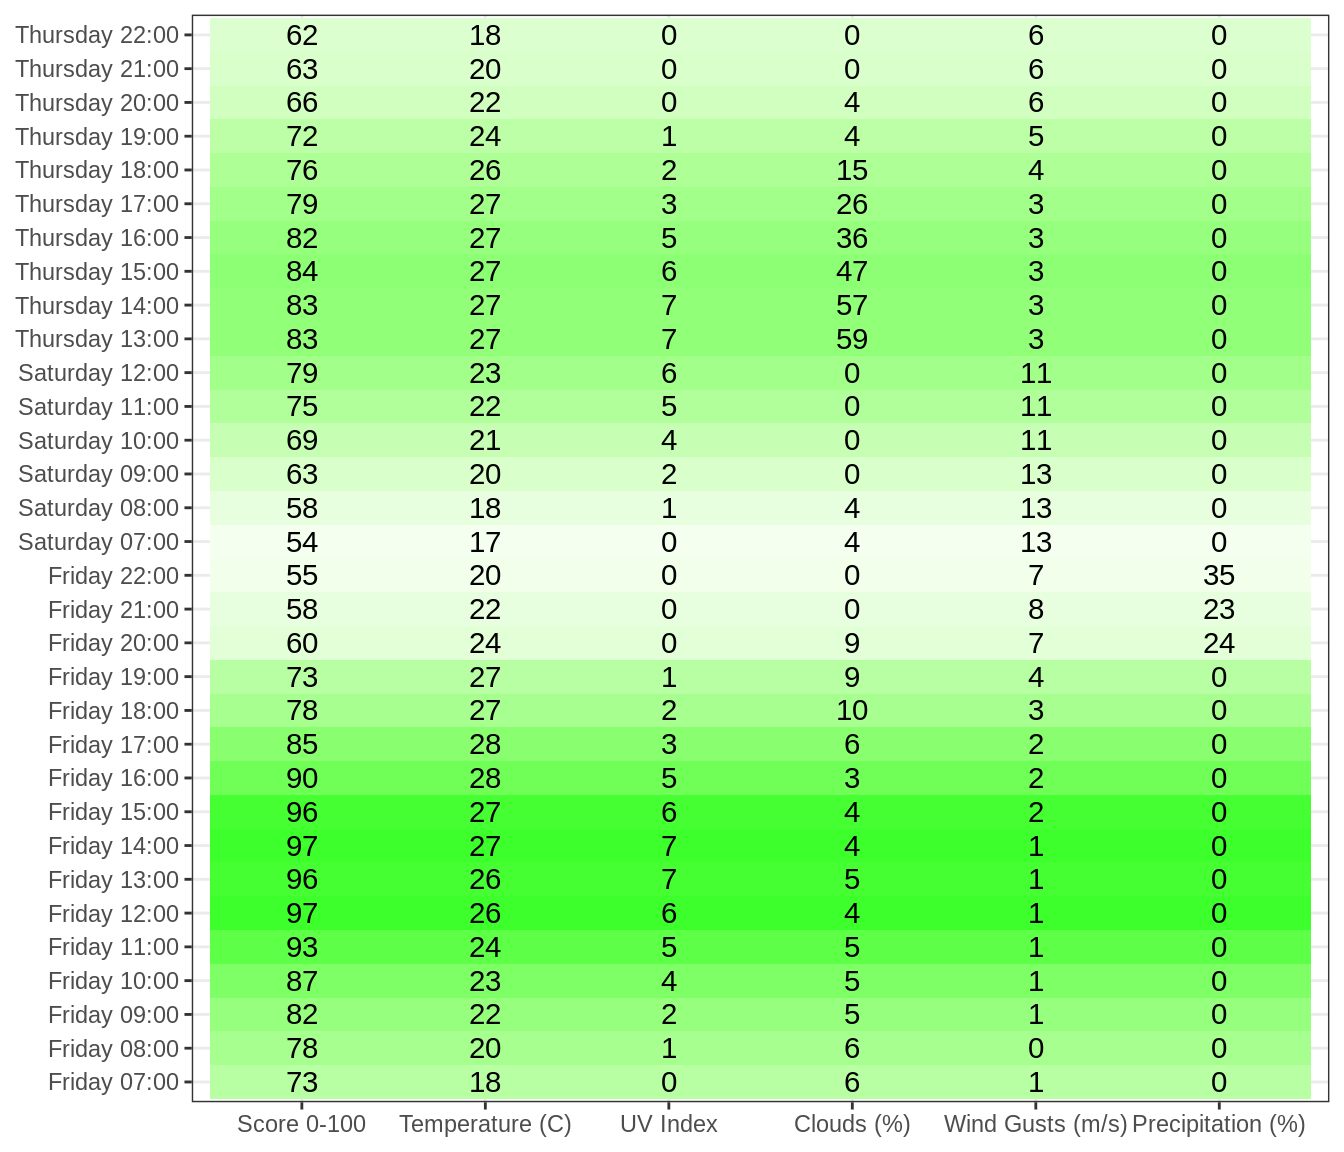 Thursday 22:00 62 18 0 0 6 0
Thursday 21:00 63 20 0 0 6 0
Thursday 20:00 66 22 0 4 6 0
Thursday 19:00 72 24 1 4 5 0
Thursday 18:00 76 26 2 15 4 0
Thursday 17:00 79 27 3 26 3 0
Thursday 16:00 82 27 5 36 3 0
Thursday 15:00 84 27 6 47 3 0
Thursday 14:00 83 27 7 57 3 0
Thursday 13:00 83 27 7 59 3 0
Saturday 12:00 79 23 6 0 11 0
Saturday 11:00 75 22 5 0 11 0
Saturday 10:00 69 21 4 0 11 0
Saturday 09:00 63 20 2 0 13 0
Saturday 08:00 58 18 1 4 13 0
Saturday 07:00 54 17 0 4 13 0
Friday 22:00 55 20 0 0 7 35
Friday 21:00 58 22 0 0 8 23
Friday 20:00 60 24 0 9 7 24
Friday 19:00 73 27 1 9 4 0
Friday 18:00 78 27 2 10 3 0
Friday 17:00 85 28 3 6 2 0
Friday 16:00 90 28 5 3 2 0
Friday 15:00 96 27 6 4 2 0
Friday 14:00 97 27 7 4 1 0
Friday 13:00 96 26 7 5 1 0
Friday 12:00 97 26 6 4 1 0
Friday 11:00 93 24 5 5 1 0
Friday 10:00 87 23 4 5 1 0
Friday 09:00 82 22 2 5 1 0
Friday 08:00 78 20 1 6 0 0
Friday 07:00 73 18 0 6 1 0
Score 0-100 Temperature (C) UV Index Clouds (%) Wind Gusts (m/s) Precipitation (%)